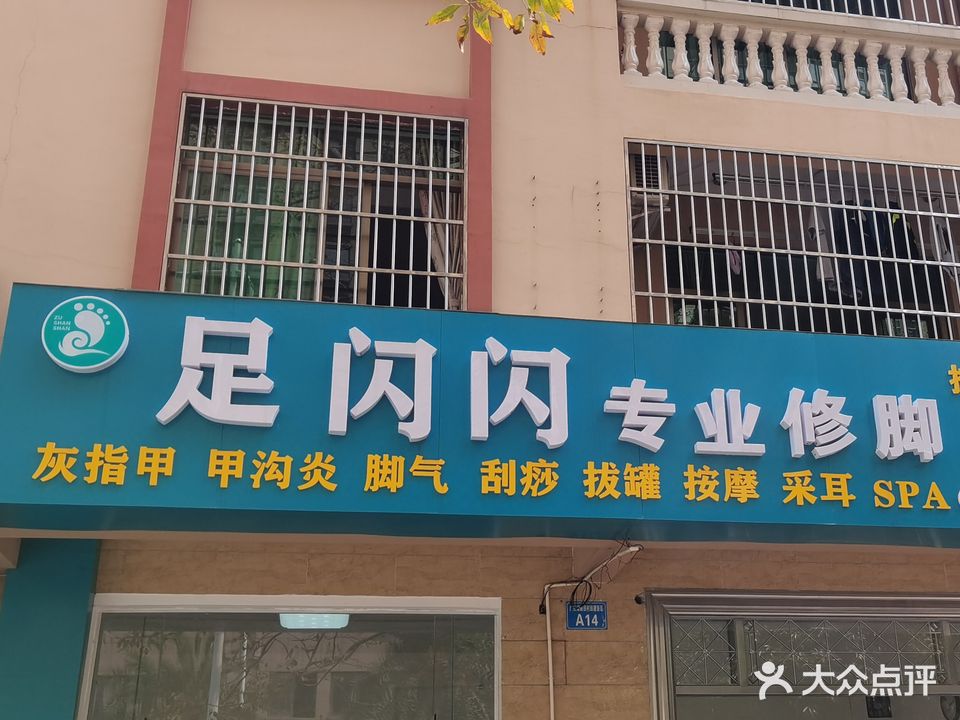 ZU
SHAN
SHAN
足闪闪 专业修脚
灰指甲 甲沟炎 脚气 刮痧 拔罐 按摩 采耳 SPA
A14
大众点评